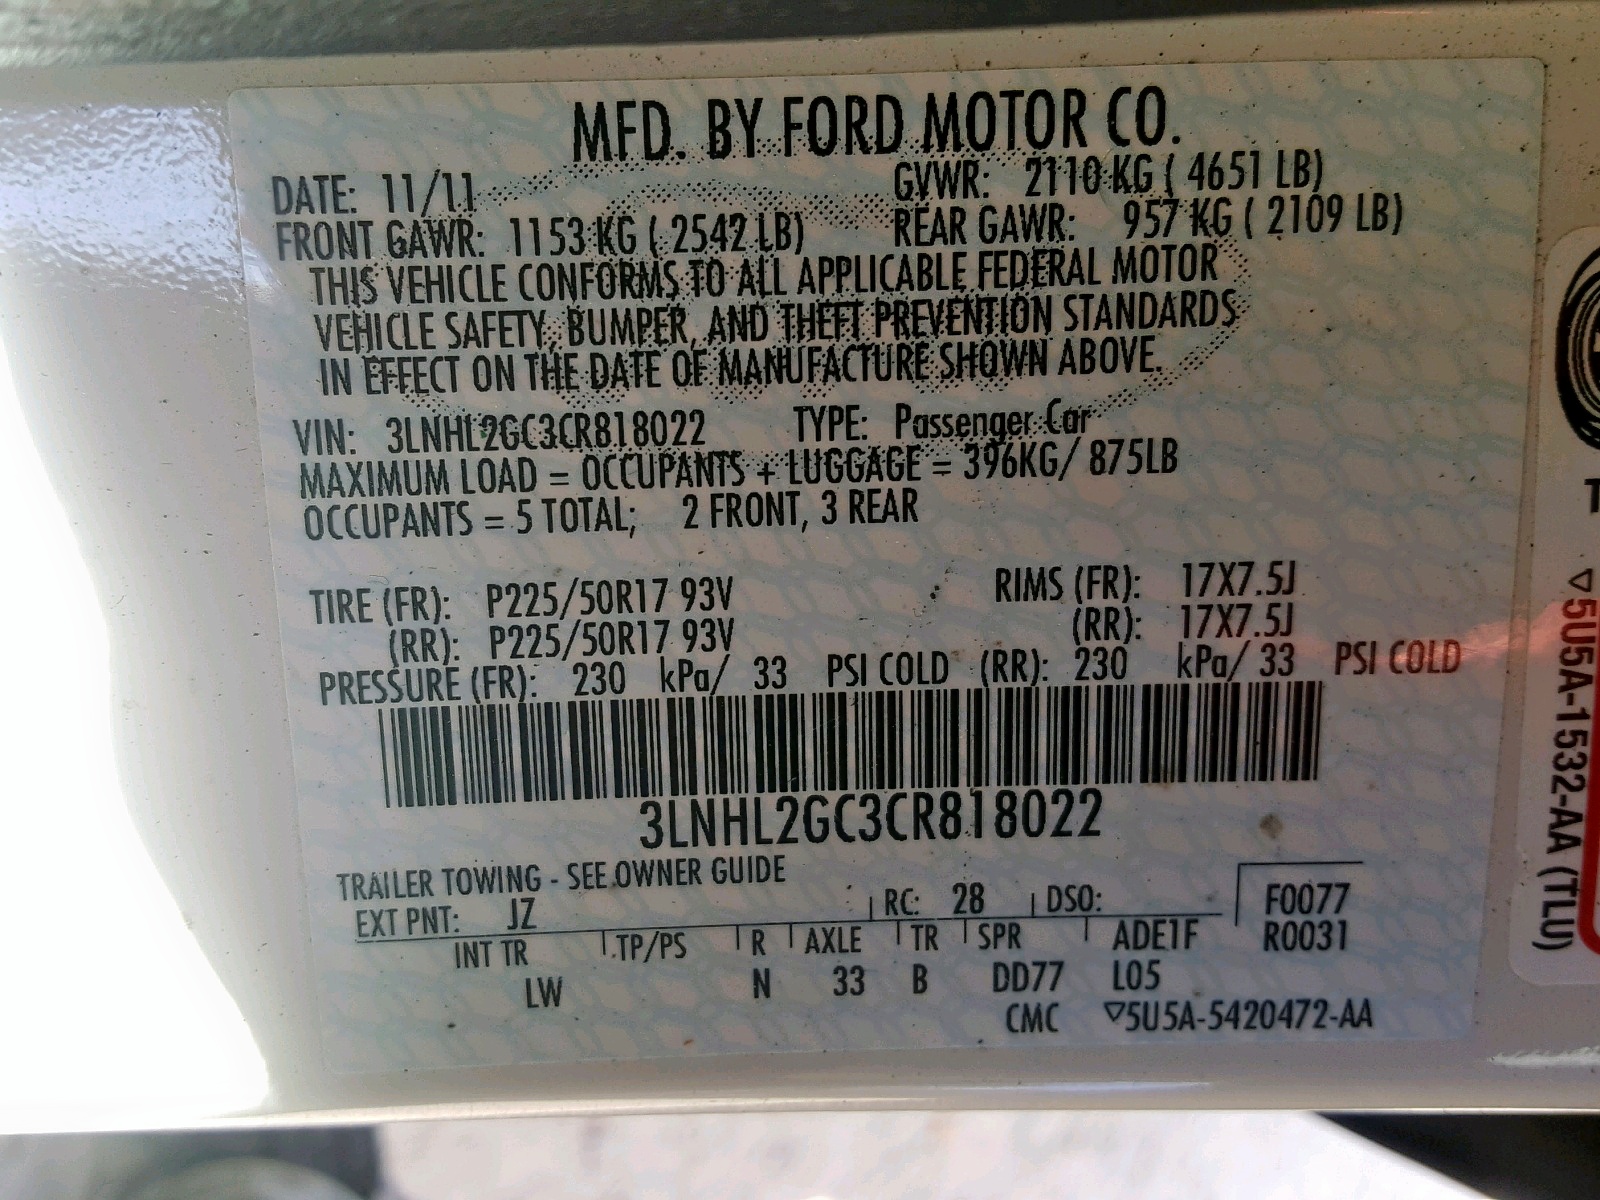 MFD. BY FORD MOTOR CO.
DATE: 11/11 GVWR: 2110 KG ( 4651 LB)
FRONT GAWR: 1153 KG ( 2542 LB) REAR GAWR: 957 KG ( 2109 LB)
THIS VEHICLE CONFORMS TO ALL APPLICABLE FEDERAL MOTOR
VEHICLE SAFETY, BUMPER, AND THEFT PREVENTION STANDARDS
IN EFFECT ON THE DATE OF MANUFACTURE SHOWN ABOVE.
VIN: 3LNHL2GC3CR818022 TYPE: Passenger Car
MAXIMUM LOAD = OCCUPANTS + LUGGAGE = 396KG/ 875LB
OCCUPANTS = 5 TOTAL; 2 FRONT, 3 REAR
TIRE (FR): P225/50R17 93V RIMS (FR): 17X7.5J
(RR): P225/50R17 93V (RR): 17X7.5J
PRESSURE (FR): 230 kPa/ 33 PSI COLD (RR): 230 kPa/ 33 PSI COLD
3LNHL2GC3CR818022
TRAILER TOWING - SEE OWNER GUIDE
EXT PNT: JZ RC: 28 DSO: F0077
INT TR TP/PS R AXLE TR SPR ADE1F R0031
LW N 33 B DD77 L05
CMC ▽5U5A-5420472-AA
T
▽5U5A-1532-AA (TLU)